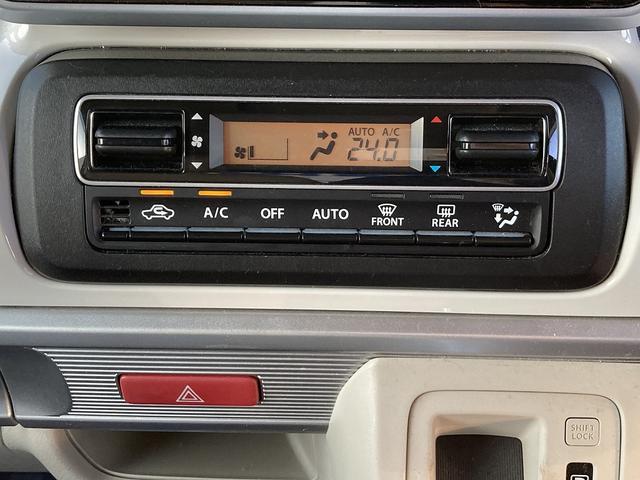 AUTO A/C
24.0
A/C OFF AUTO FRONT REAR
SHIFT
LOCK
P